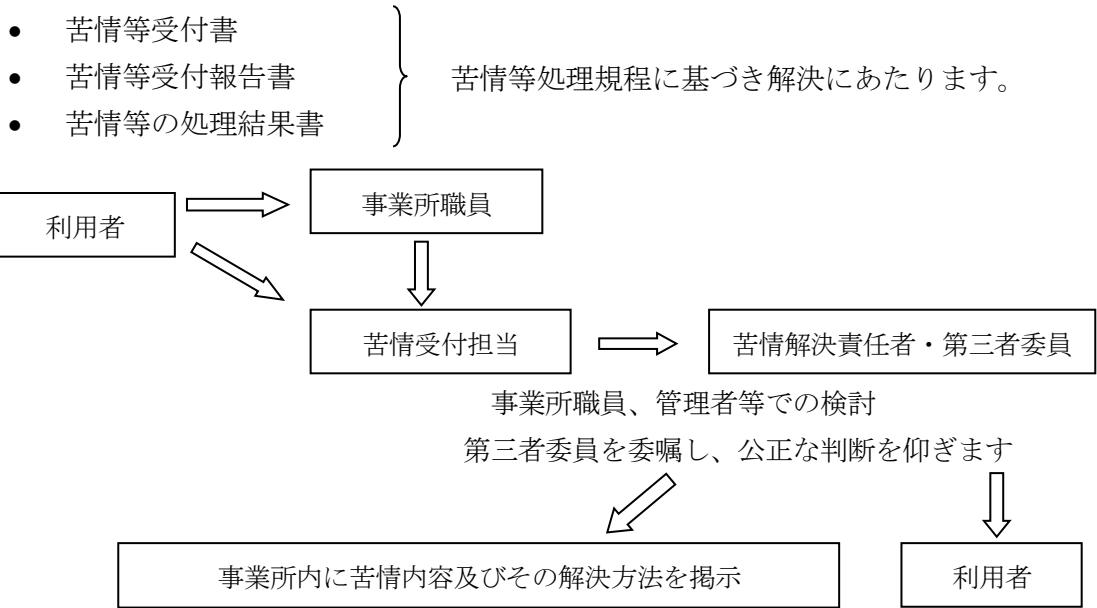 • 苦情等受付書
• 苦情等受付報告書
• 苦情等の処理結果書
苦情等処理規程に基づき解決にあたります。
利用者
事業所職員
苦情受付担当
苦情解決責任者・第三者委員
事業所職員、管理者等での検討
第三者委員を委嘱し、公正な判断を仰ぎます
事業所内に苦情内容及びその解決方法を掲示
利用者